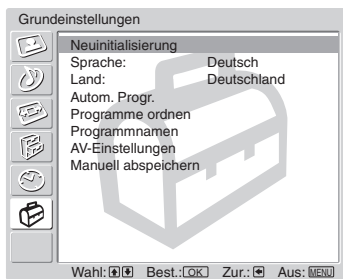 Grundeinstellungen
Neuinitialisierung
Sprache: Deutsch
Land: Deutschland
Autom. Progr.
Programme ordnen
Programmnamen
AV-Einstellungen
Manuell abspeichern
Wahl: Best.: OK Zur.: Aus: MENU